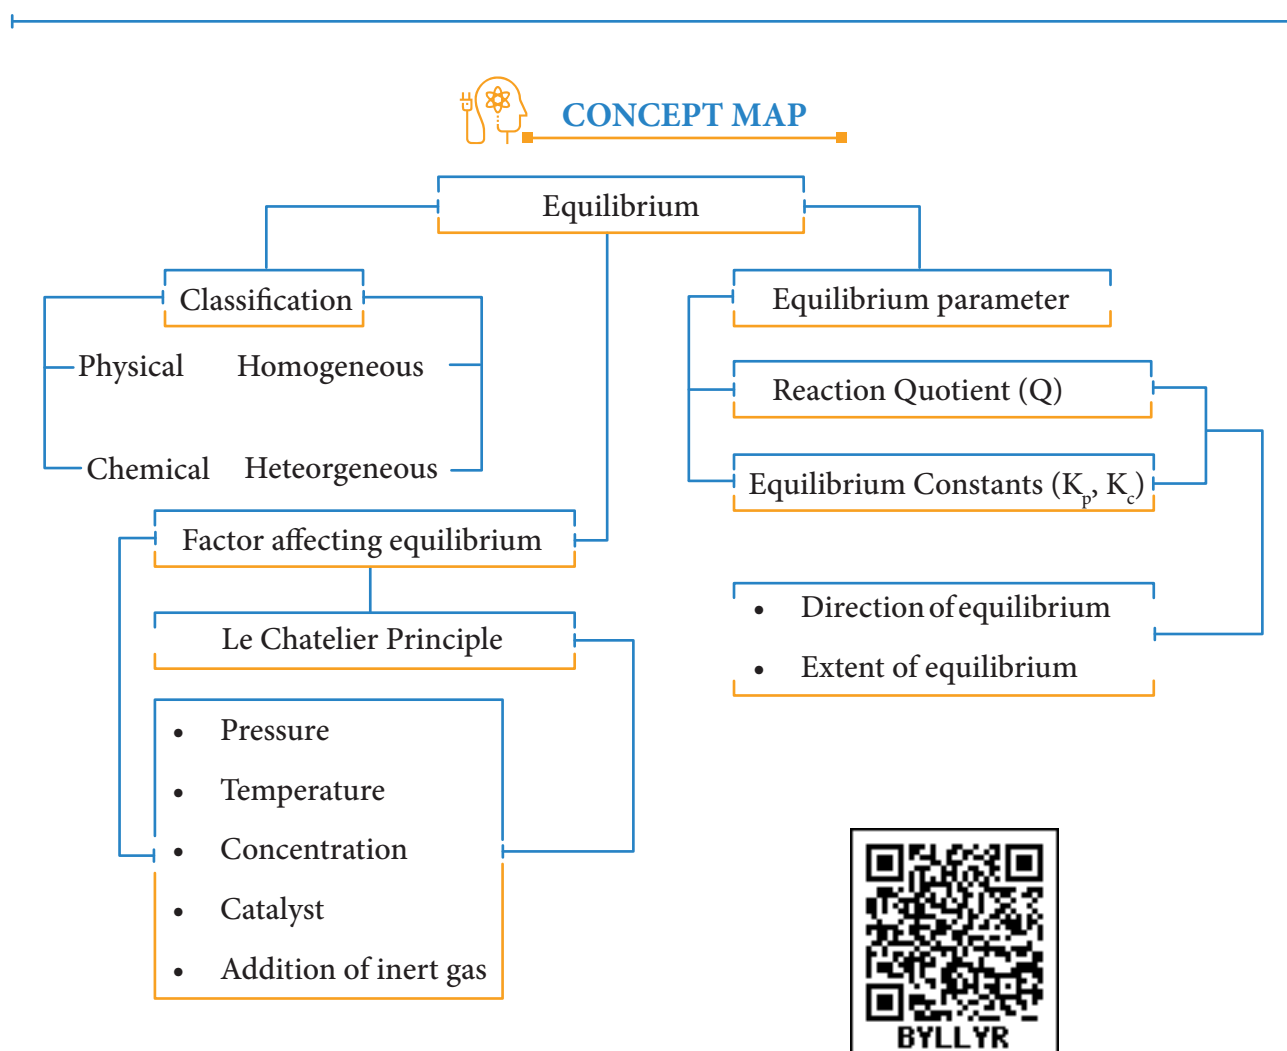 CONCEPT MAP
Equilibrium
Classification
Physical Homogeneous
Chemical Heteorgeneous
Factor affecting equilibrium
Le Chatelier Principle
• Pressure
• Temperature
• Concentration
• Catalyst
• Addition of inert gas
Equilibrium parameter
Reaction Quotient (Q)
Equilibrium Constants (Kp, Kc)
• Direction of equilibrium
• Extent of equilibrium
BYLLYR